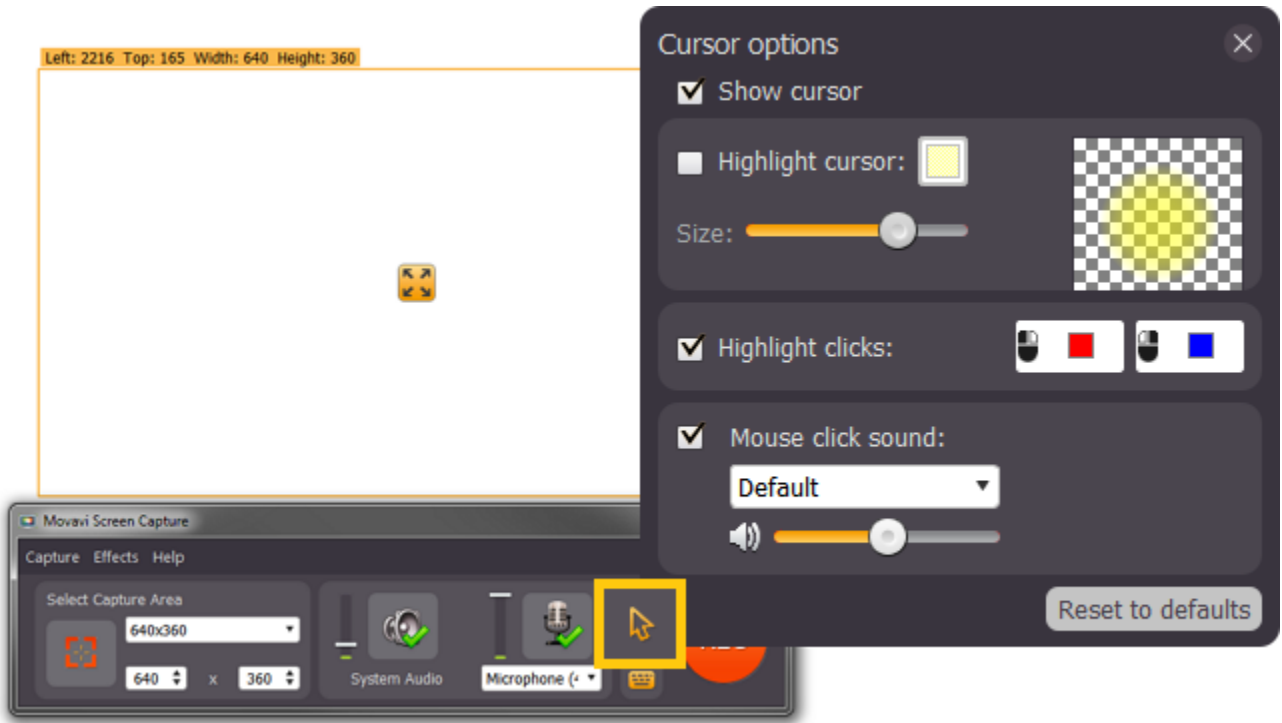 Left: 2216 Top: 165 Width: 640 Height: 360
Cursor options
Show cursor
Highlight cursor:
Size:
Highlight clicks:
Mouse click sound:
Default
Reset to defaults
Movavi Screen Capture
Capture Effects Help
Select Capture Area
640x360
640 x 360
System Audio
Microphone (